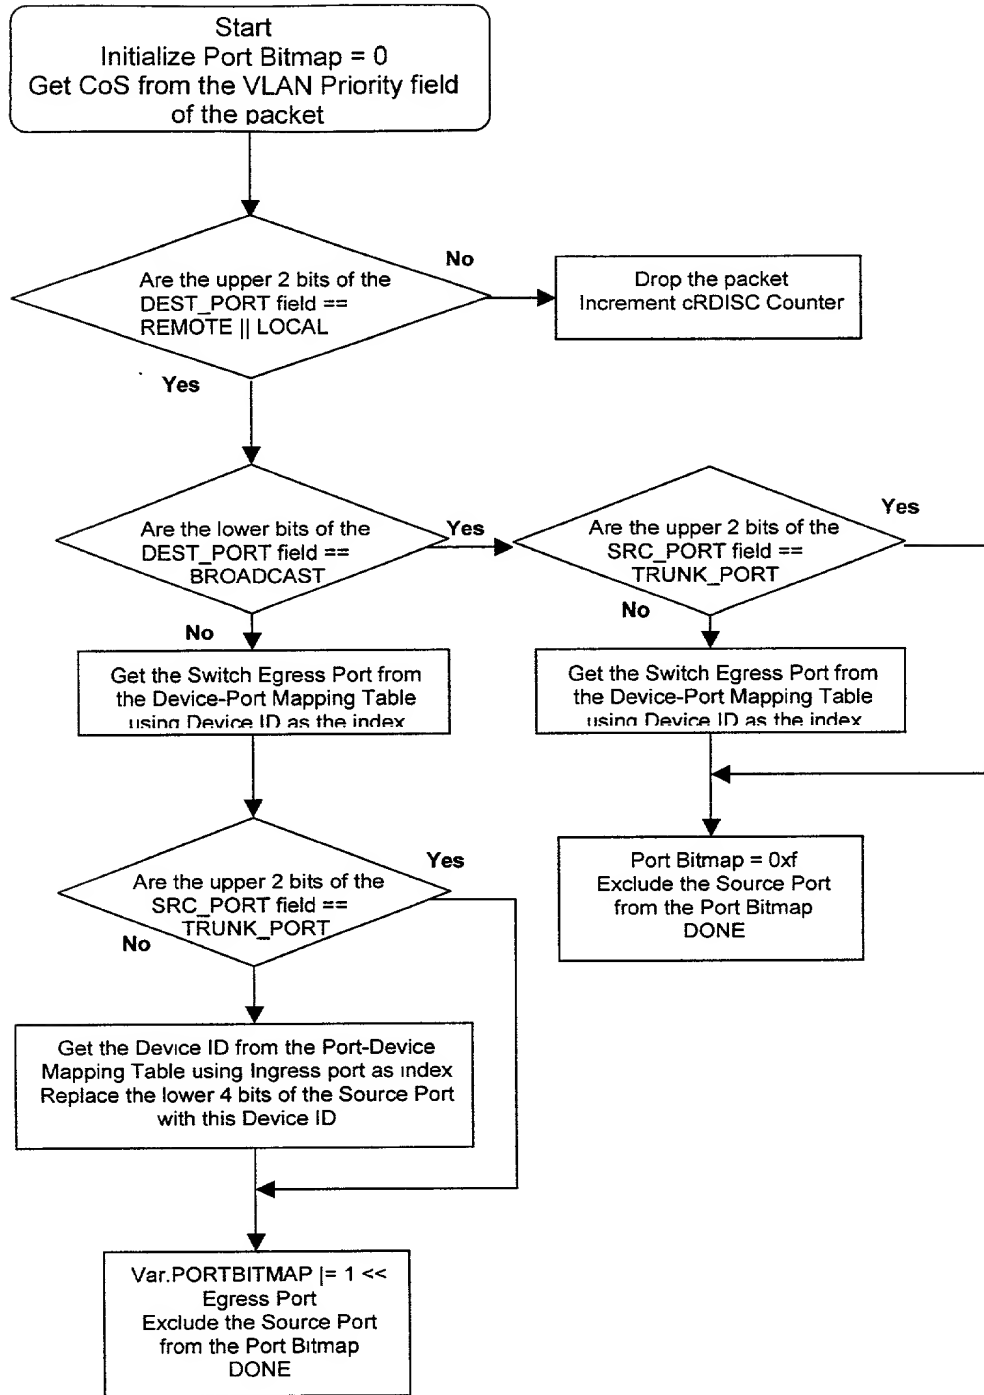 Start
Initialize Port Bitmap = 0
Get CoS from the VLAN Priority field
of the packet
Are the upper 2 bits of the
DEST_PORT field ==
REMOTE || LOCAL
No
Drop the packet
Increment cRDISC Counter
Yes
Are the lower bits of the
DEST_PORT field ==
BROADCAST
Yes
Are the upper 2 bits of the
SRC_PORT field ==
TRUNK_PORT
Yes
No
No
Get the Switch Egress Port from
the Device-Port Mapping Table
using Device ID as the index
Get the Switch Egress Port from
the Device-Port Mapping Table
using Device ID as the index
Are the upper 2 bits of the
SRC_PORT field ==
TRUNK_PORT
Yes
No
Port Bitmap = 0xf
Exclude the Source Port
from the Port Bitmap
DONE
Get the Device ID from the Port-Device
Mapping Table using Ingress port as index
Replace the lower 4 bits of the Source Port
with this Device ID
Var.PORTBITMAP |= 1 <<
Egress Port
Exclude the Source Port
from the Port Bitmap
DONE